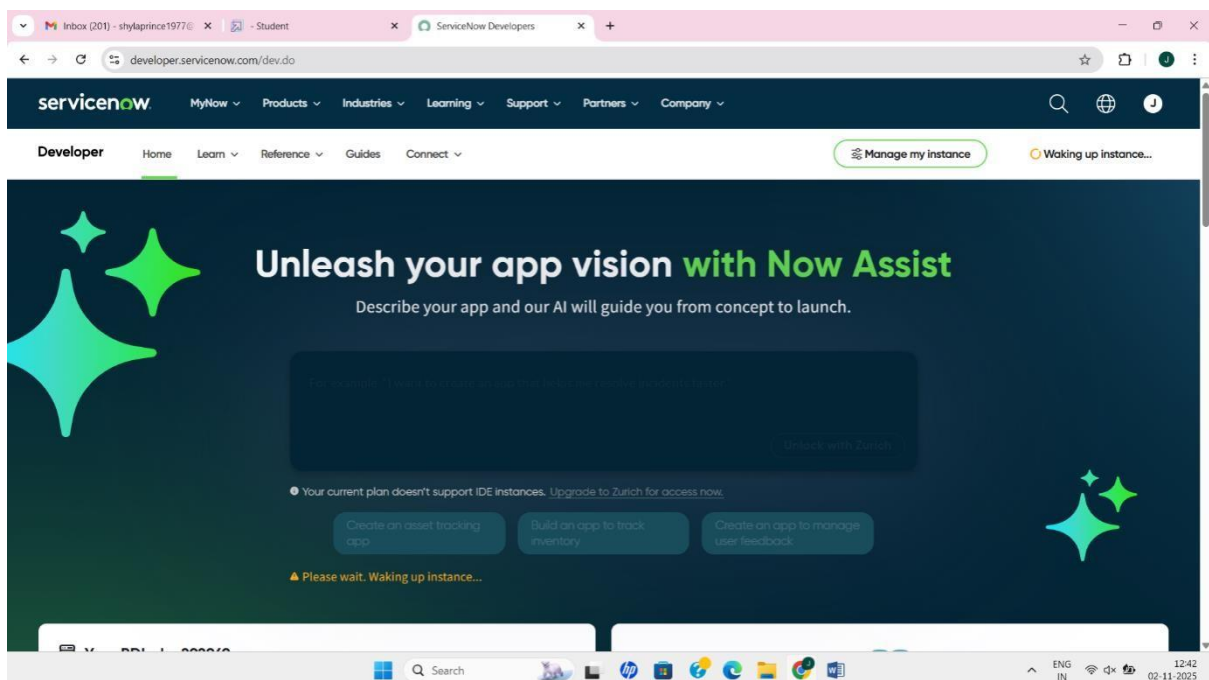 Inbox (201) - shylaprince1977@
- Student
ServiceNow Developers
developer.servicenow.com/dev.do
servicenow
MyNow
Products
Industries
Learning
Support
Partners
Company
J
Developer
Home
Learn
Reference
Guides
Connect
Manage my instance
Waking up instance...
Unleash your app vision with Now Assist
Describe your app and our AI will guide you from concept to launch.
Unlock with Zurich
Your current plan doesn't support IDE instances. Upgrade to Zurich for access now.
Create an asset tracking
app
Build an app to track
inventory
Create an app to manage
user feedback
Please wait. Waking up instance...
Search
ENG
IN
12:42
02-11-2025